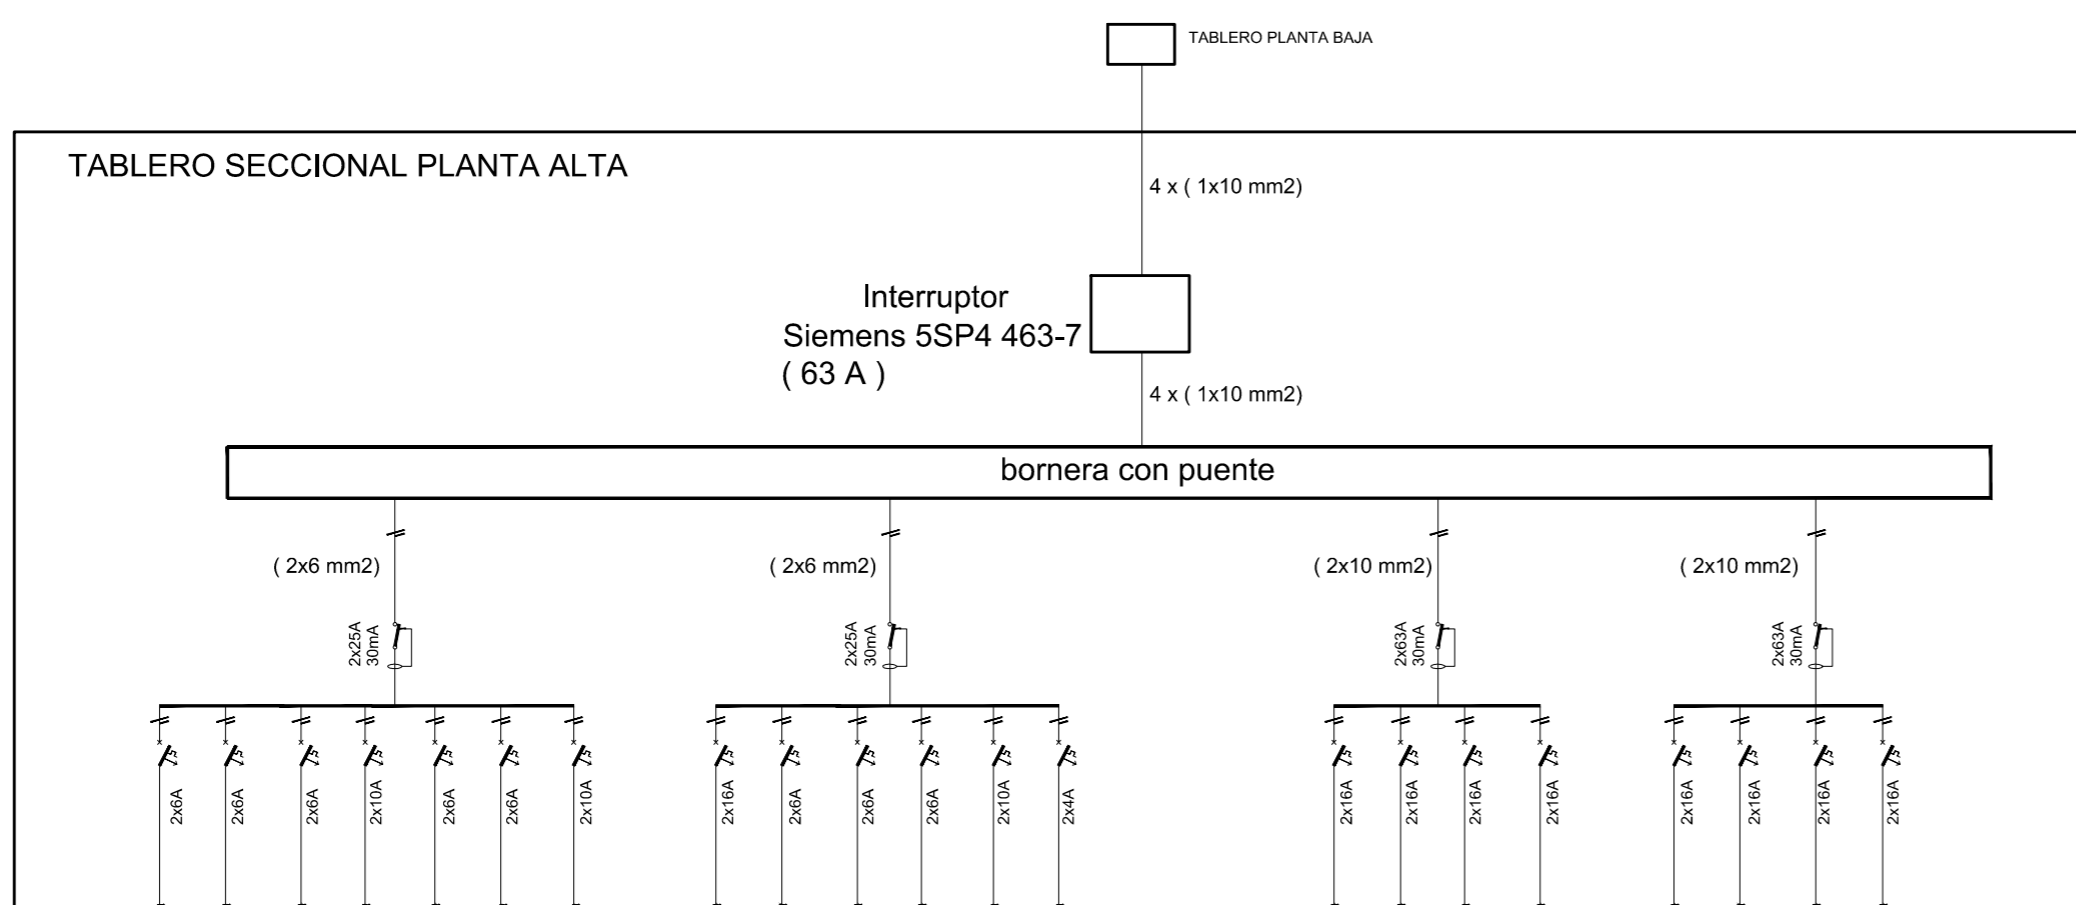 TABLERO PLANTA BAJA
TABLERO SECCIONAL PLANTA ALTA
4 x ( 1x10 mm2)
Interruptor
Siemens 5SP4 463-7
( 63 A )
4 x ( 1x10 mm2)
bornera con puente
( 2x6 mm2)
( 2x6 mm2)
( 2x10 mm2)
( 2x10 mm2)
2x25A
30mA
2x25A
30mA
2x63A
30mA
2x63A
30mA
2x6A
2x6A
2x6A
2x10A
2x6A
2x6A
2x10A
2x16A
2x6A
2x6A
2x6A
2x10A
2x4A
2x16A
2x16A
2x16A
2x16A
2x16A
2x16A
2x16A
2x16A